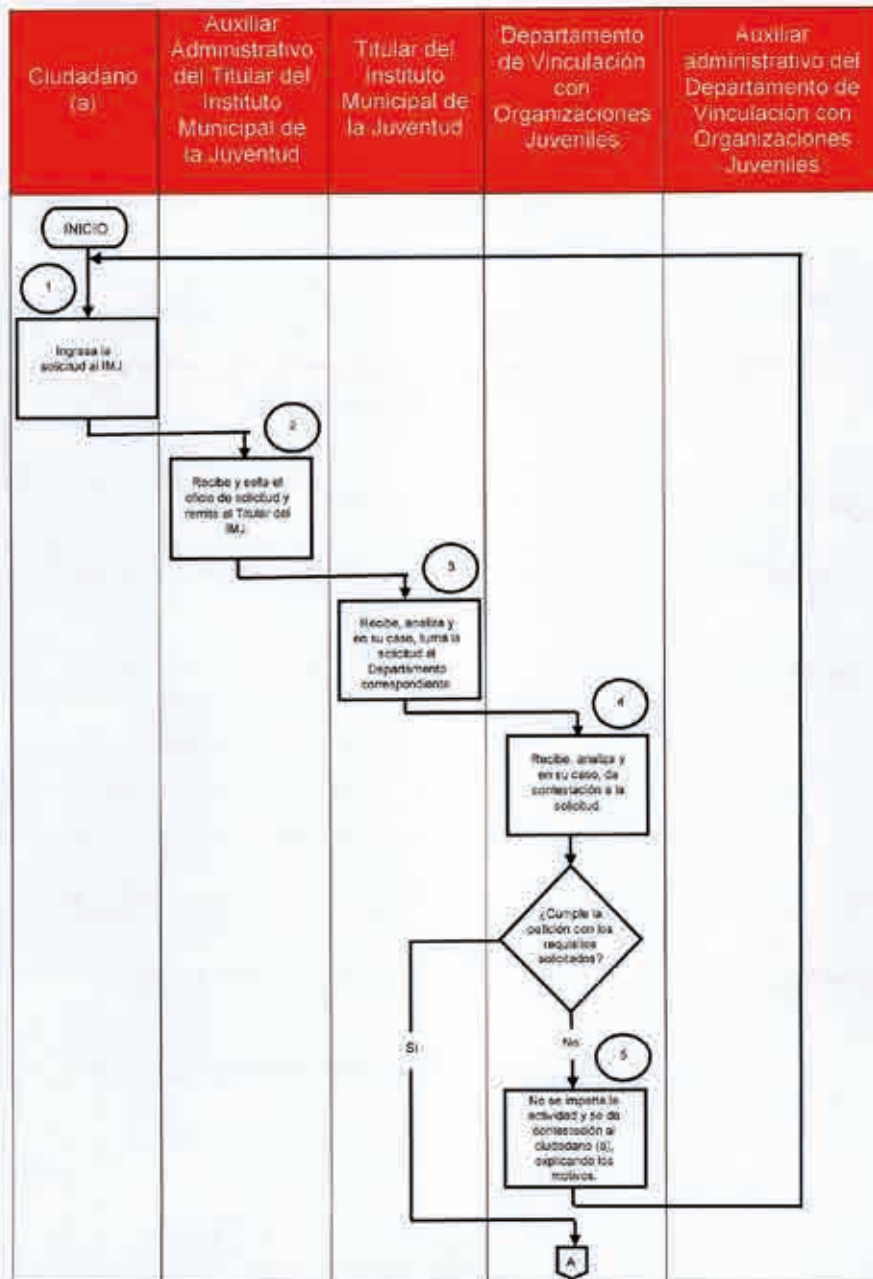 Ciudadano
(a)
Auxiliar
Administrativo
del Titular del
Instituto
Municipal de
la Juventud
Titular del
Instituto
Municipal de
la Juventud
Departamento
de Vinculación
con
Organizaciones
Juveniles
Auxiliar
administrativo del
Departamento de
Vinculación con
Organizaciones
Juveniles
INICIO
1
Ingresa la
solicitud al IMJ
2
Recibe y sella el
oficio de solicitud y
remite al Titular del
IMJ
3
Recibe, analiza y
en su caso, turna la
solicitud al
Departamento
correspondiente
4
Recibe, analiza y
en su caso, da
contestación a la
solicitud
¿Cumple la
petición con los
requisitos
solicitados?
Si
No
5
No se imparte la
actividad y se da
contestación al
ciudadano (a),
explicando los
motivos.
A